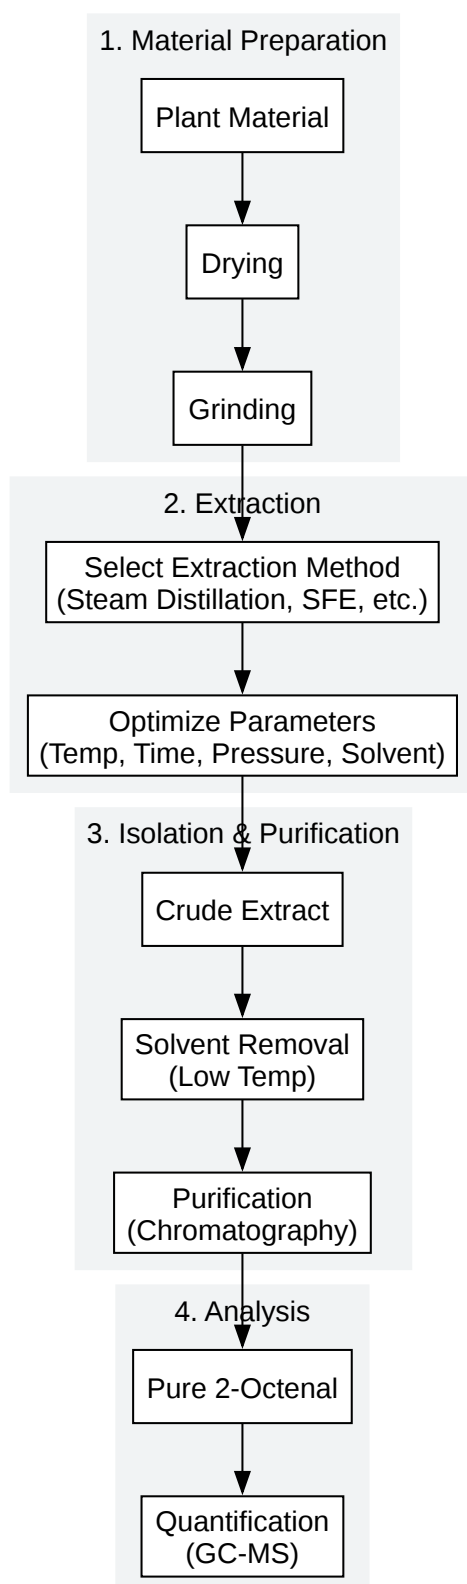 1. Material Preparation
Plant Material
Drying
Grinding
2. Extraction
Select Extraction Method
(Steam Distillation, SFE, etc.)
Optimize Parameters
(Temp, Time, Pressure, Solvent)
3. Isolation & Purification
Crude Extract
Solvent Removal
(Low Temp)
Purification
(Chromatography)
4. Analysis
Pure 2-Octenal
Quantification
(GC-MS)